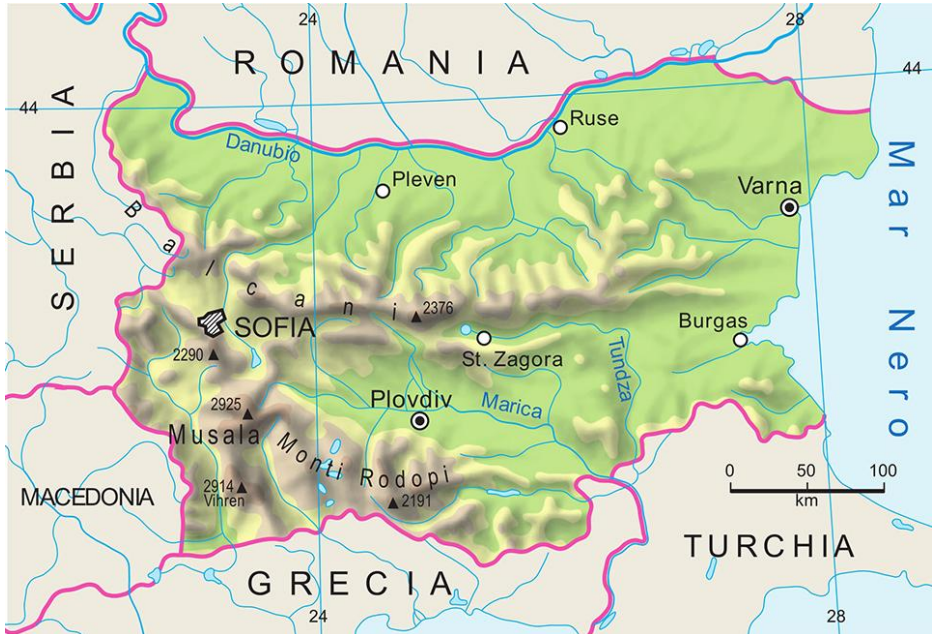 24
28
ROMANIA
44
44
SERBIA
Ruse
Danubio
Pleven
Varna
Mar Nero
Balcani
2376
SOFIA
Burgas
2290
St. Zagora
Tundza
2925
Plovdiv
Marica
Musala
Monti Rodopi
0 50 100
km
2914
Vihren
2191
MACEDONIA
TURCHIA
GRECIA
24
28